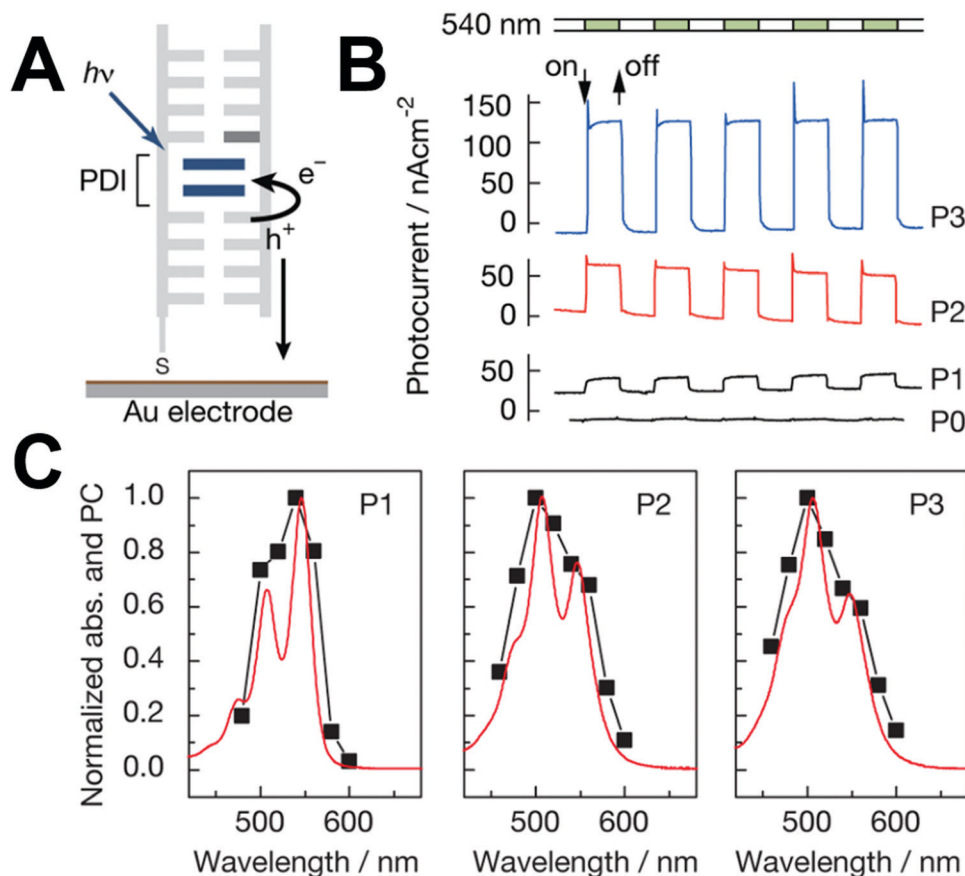 A
hν
PDI
e⁻
h⁺
S
Au electrode
B
540 nm
on
off
Photocurrent / nAcm⁻²
150
100
50
0
P3
50
0
P2
50
0
P1
P0
C
Normalized abs. and PC
1.0
0.8
0.6
0.4
0.2
0.0
P1
P2
P3
500 600
500 600
500 600
Wavelength / nm
Wavelength / nm
Wavelength / nm